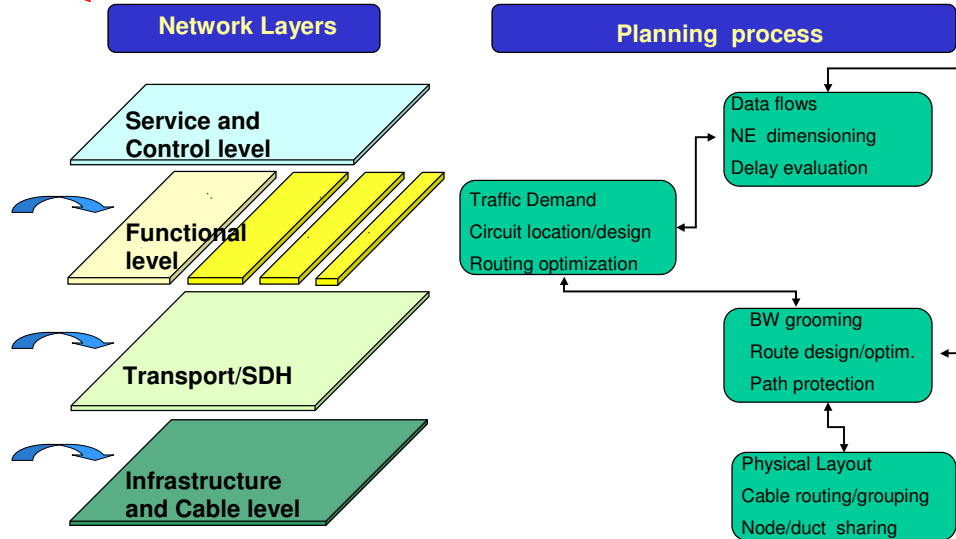 Network Layers
Planning process
Service and
Control level
Functional
level
Transport/SDH
Infrastructure
and Cable level
Data flows
NE dimensioning
Delay evaluation
Traffic Demand
Circuit location/design
Routing optimization
BW grooming
Route design/optim.
Path protection
Physical Layout
Cable routing/grouping
Node/duct sharing